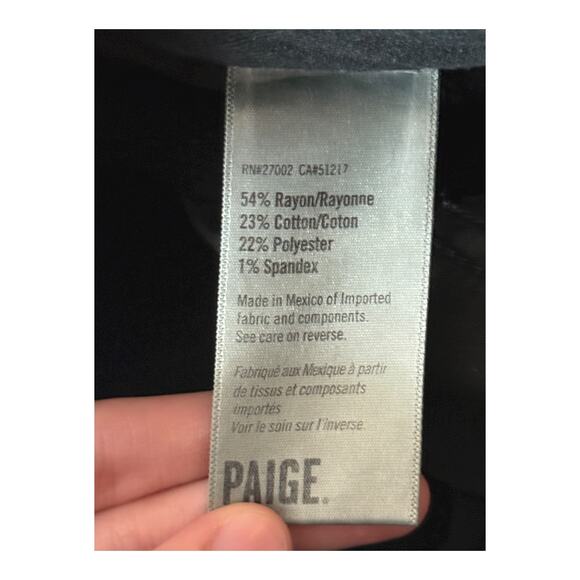 RN#27002 CA#51217
54% Rayon/Rayonne
23% Cotton/Coton
22% Polyester
1% Spandex
Made in Mexico of Imported
fabric and components.
See care on reverse.
Fabriqué aux Mexique à partir
de tissus et composants
importés
Voir le soin sur l'inverse.
PAIGE.